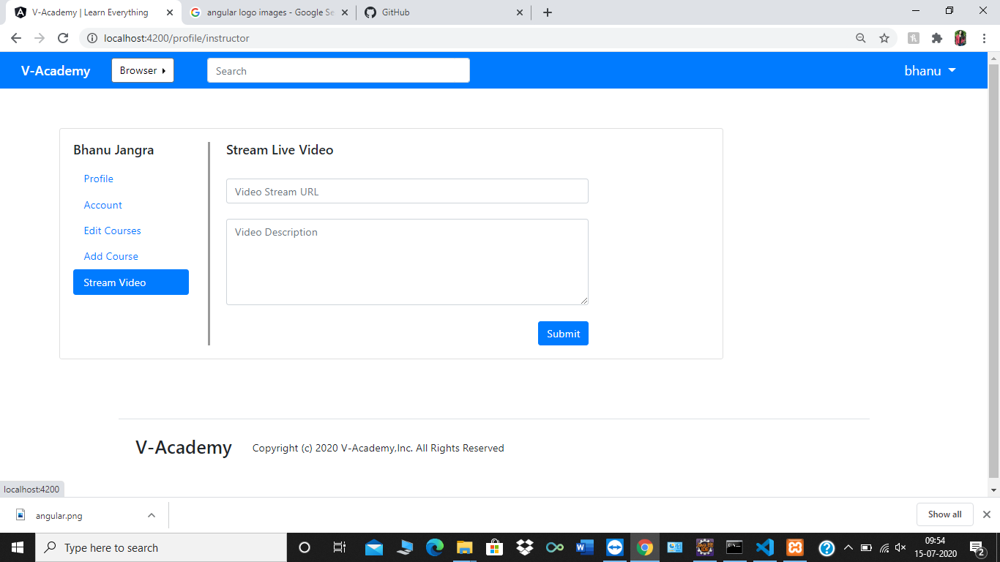 V-Academy | Learn Everything
angular logo images - Google Se
GitHub
localhost:4200/profile/instructor
V-Academy
Browser
Search
bhanu
Bhanu Jangra
Profile
Account
Edit Courses
Add Course
Stream Video
Stream Live Video
Video Stream URL
Video Description
Submit
V-Academy
Copyright (c) 2020 V-Academy,Inc. All Rights Reserved
localhost:4200
angular.png
Show all
Type here to search
09:54
15-07-2020
2